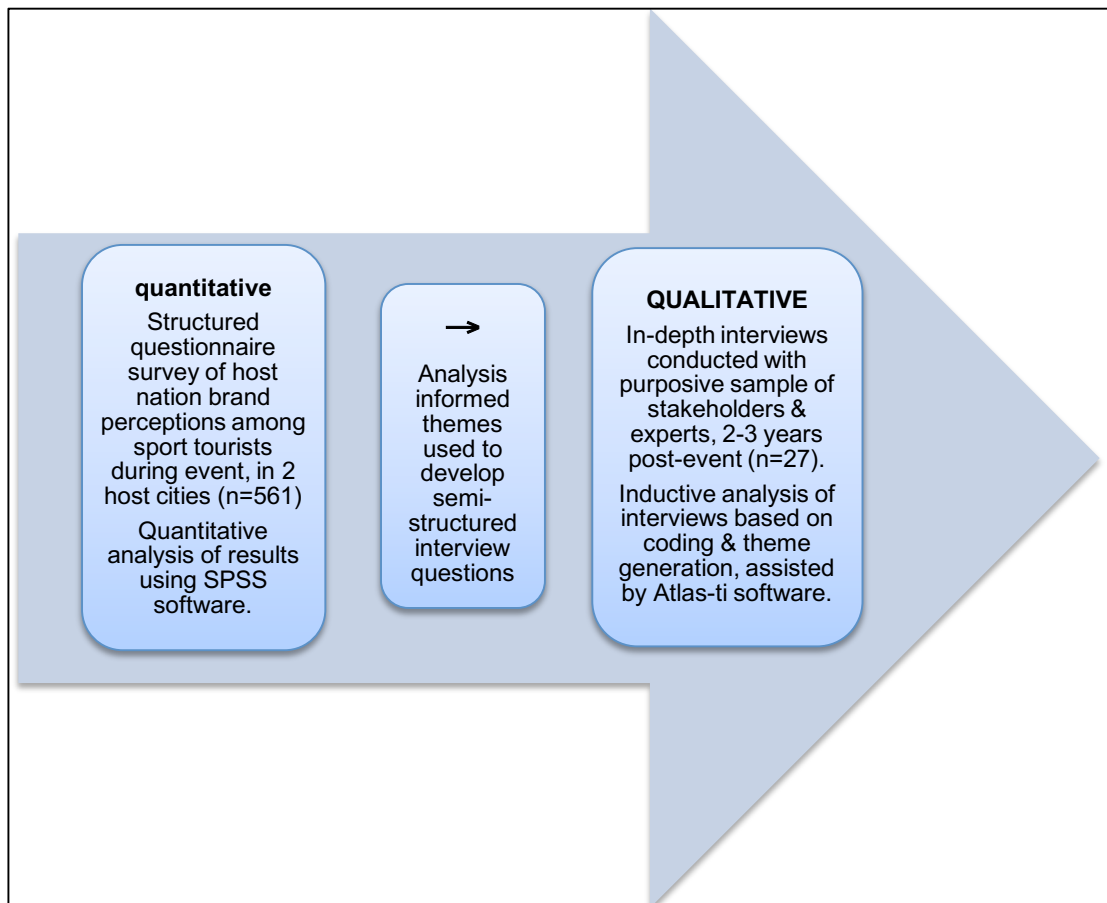 quantitative
Structured
questionnaire
survey of host
nation brand
perceptions among
sport tourists
during event, in 2
host cities (n=561)
Quantitative
analysis of results
using SPSS
software.
→
Analysis
informed
themes
used to
develop
semi-
structured
interview
questions
QUALITATIVE
In-depth interviews
conducted with
purposive sample of
stakeholders &
experts, 2-3 years
post-event (n=27).
Inductive analysis of
interviews based on
coding & theme
generation, assisted
by Atlas-ti software.